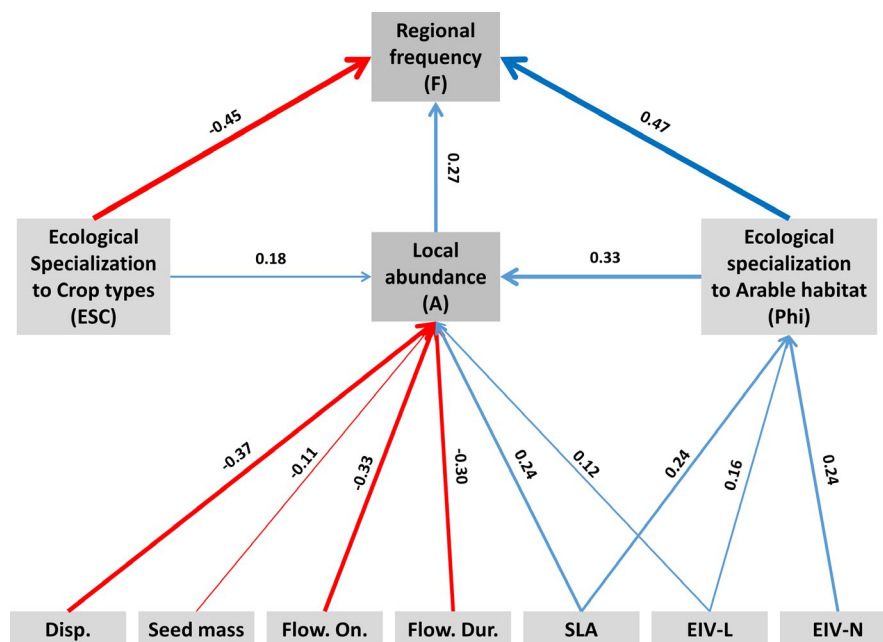 Regional
frequency
(F)
-0.45
0.47
0.27
Ecological
Specialization
to Crop types
(ESC)
0.18
Local
abundance
(A)
0.33
Ecological
specialization
to Arable habitat
(Phi)
-0.37
-0.11
-0.33
-0.30
0.24
0.12
0.24
0.16
0.24
Disp.
Seed mass
Flow. On.
Flow. Dur.
SLA
EIV-L
EIV-N